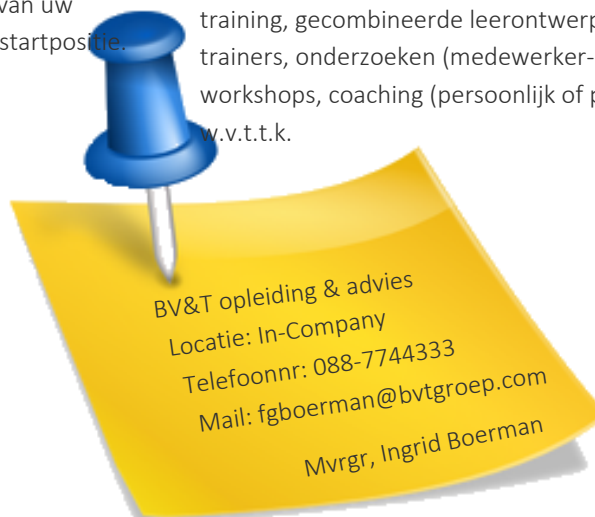 van uw
startpositie.
training, gecombineerde leerontwerp
trainers, onderzoeken (medewerker-
workshops, coaching (persoonlijk of p
w.v.t.t.k.
BV&T opleiding & advies
Locatie: In-Company
Telefoonnr: 088-7744333
Mail: fgboerman@bvtgroep.com
Mvrgr, Ingrid Boerman